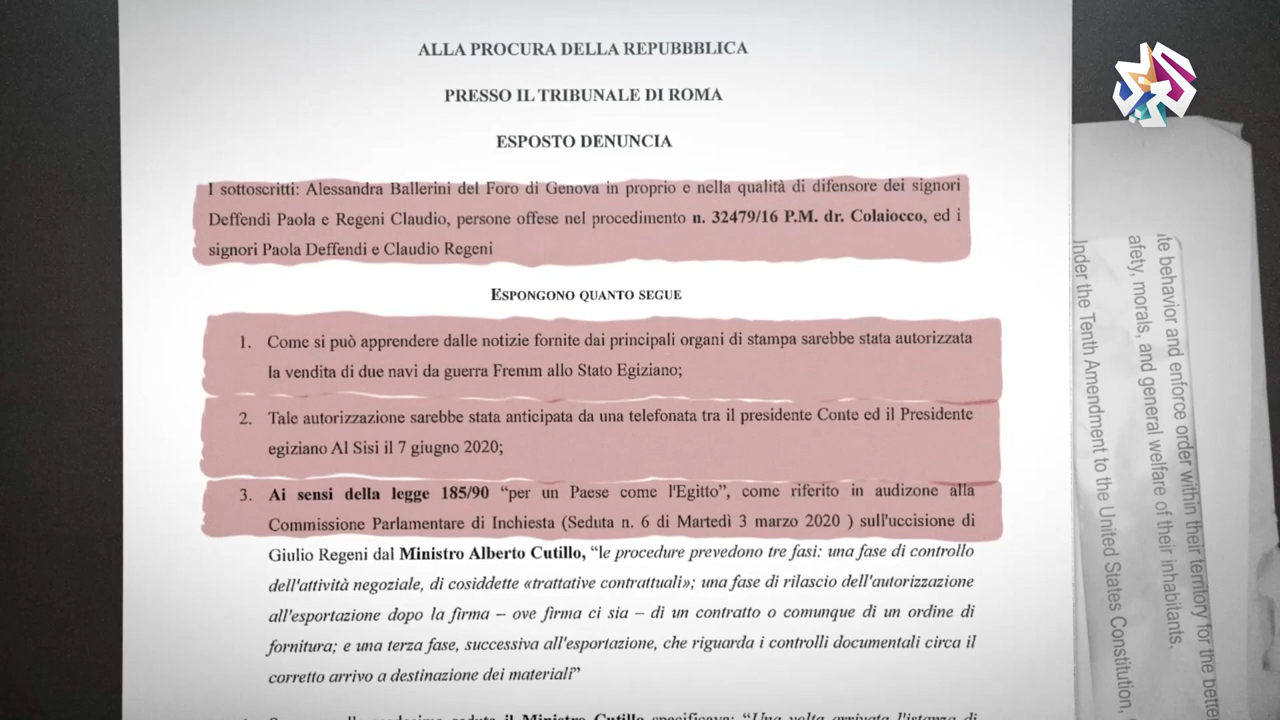 ALLA PROCURA DELLA REPUBBBLICA
PRESSO IL TRIBUNALE DI ROMA
ESPOSTO DENUNCIA
I sottoscritti: Alessandra Ballerini del Foro di Genova in proprio e nella qualità di difensore dei signori
Deffendi Paola e Regeni Claudio, persone offese nel procedimento n. 32479/16 P.M. dr. Colaiocco, ed i
signori Paola Deffendi e Claudio Regeni
ESPONGONO QUANTO SEGUE
1. Come si può apprendere dalle notizie fornite dai principali organi di stampa sarebbe stata autorizzata
la vendita di due navi da guerra Fremm allo Stato Egiziano;
2. Tale autorizzazione sarebbe stata anticipata da una telefonata tra il presidente Conte ed il Presidente
egiziano Al Sisi il 7 giugno 2020;
3. Ai sensi della legge 185/90 “per un Paese come l'Egitto”, come riferito in audizone alla
Commissione Parlamentare di Inchiesta (Seduta n. 6 di Martedì 3 marzo 2020 ) sull'uccisione di
Giulio Regeni dal Ministro Alberto Cutillo, “le procedure prevedono tre fasi: una fase di controllo
dell'attività negoziale, di cosiddette «trattative contrattuali»; una fase di rilascio dell'autorizzazione
all'esportazione dopo la firma – ove firma ci sia – di un contratto o comunque di un ordine di
fornitura; e una terza fase, successiva all'esportazione, che riguarda i controlli documentali circa il
corretto arrivo a destinazione dei materiali”
il Ministro Cutillo specificava: “Una volta arrivata l'istanza di
Under the Tenth Amendment to the United States Constitution,
behavior and enforce order within their territory for the
morals, and general welfare of their inhabitants.